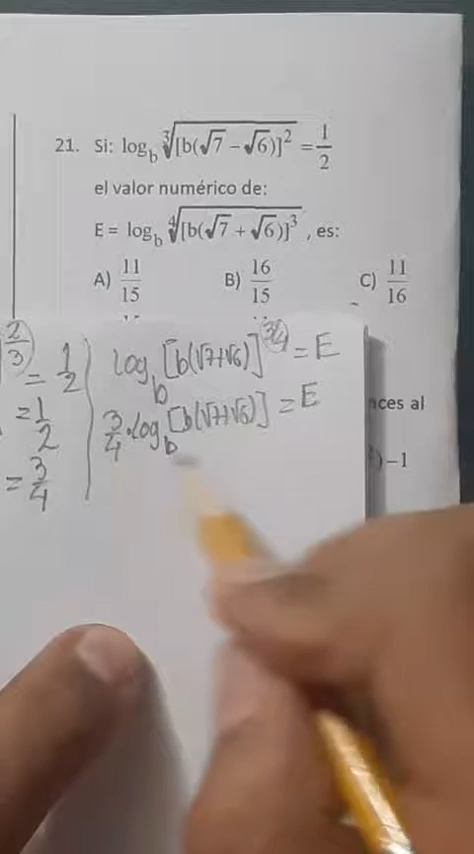 21. Si: log_b ∛[b(√7 − √6)]² = 1/2
el valor numérico de:
E = log_b ∜[b(√7 + √6)]³ , es:
A) 11/15 B) 16/15 C) 11/16
2/3 = 1/2
= 1/2
= 3/4
log_b [b(√7+√6)]^3/4 = E
3/4 · log_b [b(√7+√6)] = E
nces al
) −1